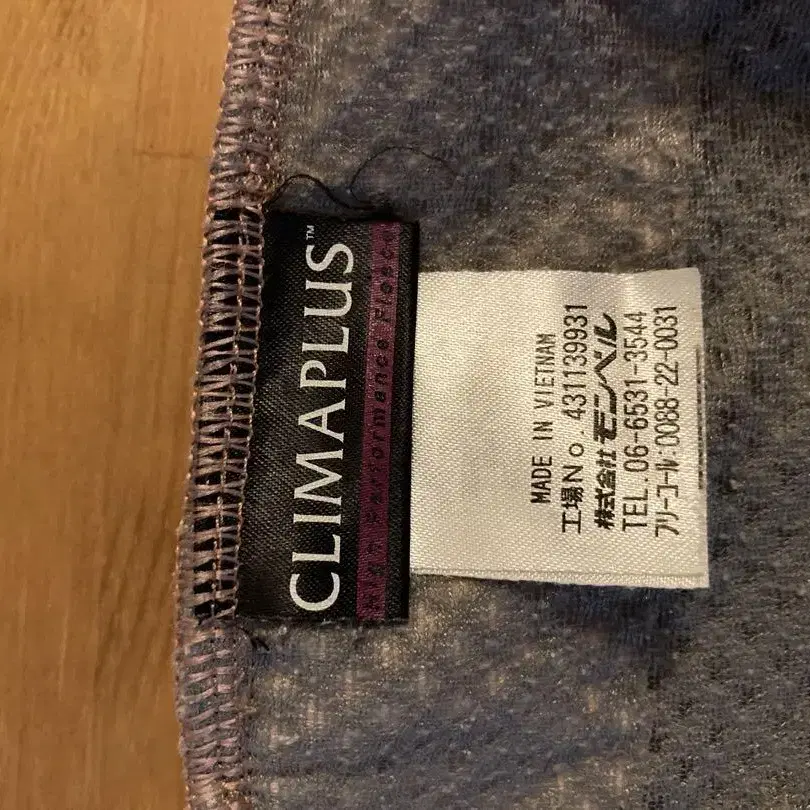 CLIMAPLUS™
High Performance Fleece
MADE IN VIETNAM
工場No. 431139931
株式会社モンベル
TEL.06-6531-3544
フリーコール:0088-22-0031